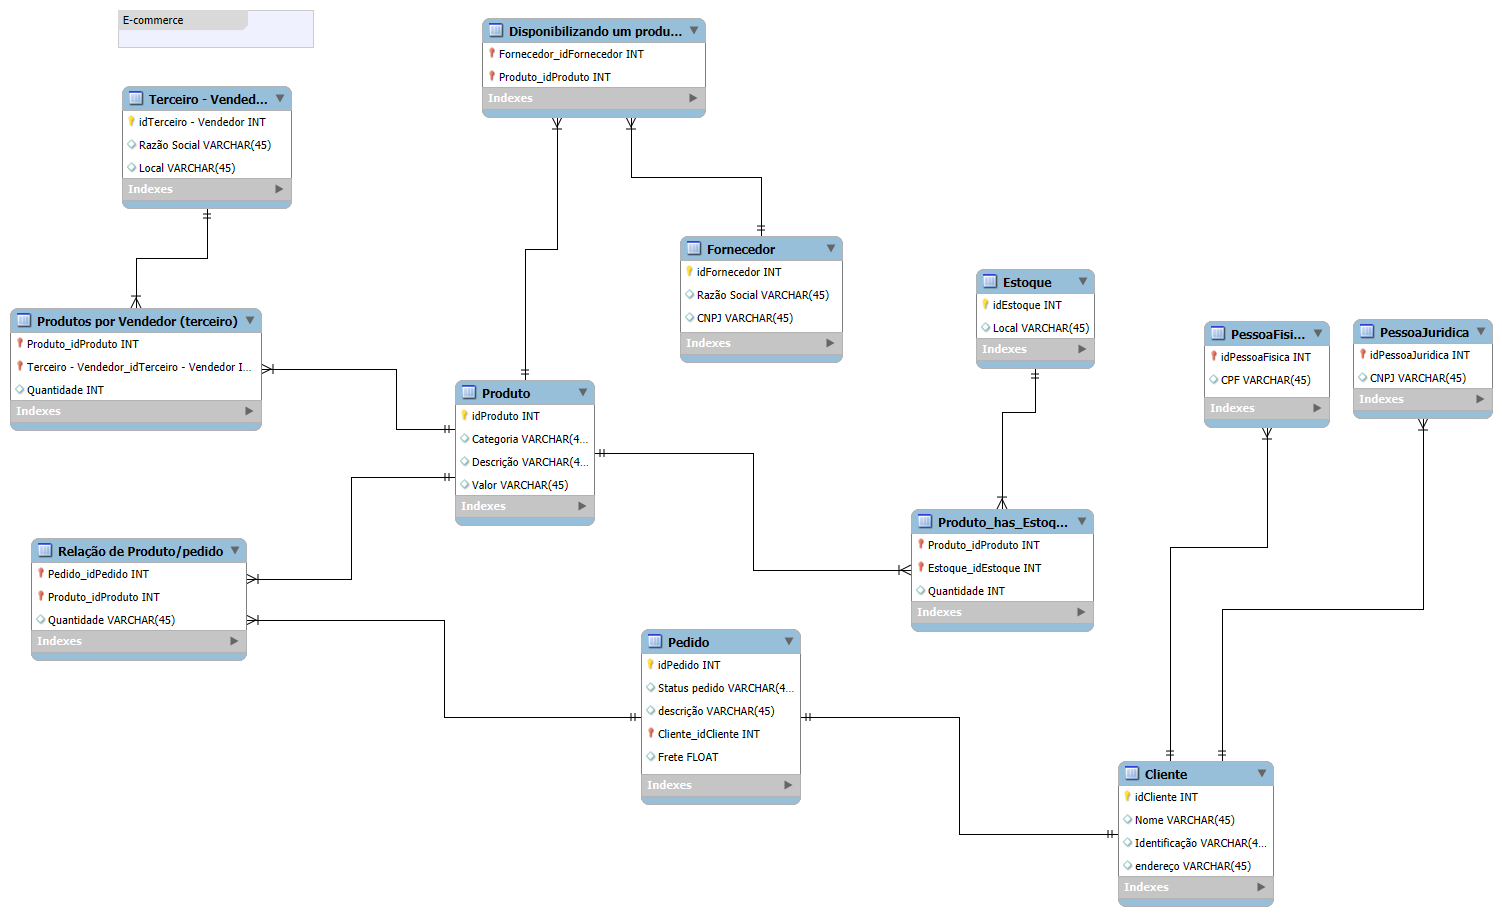 E-commerce
Disponibilizando um produ...
Fornecedor_idFornecedor INT
Produto_idProduto INT
Indexes
Terceiro - Vended...
idTerceiro - Vendedor INT
Razão Social VARCHAR(45)
Local VARCHAR(45)
Indexes
Fornecedor
idFornecedor INT
Razão Social VARCHAR(45)
CNPJ VARCHAR(45)
Indexes
Estoque
idEstoque INT
Local VARCHAR(45)
Indexes
Produtos por Vendedor (terceiro)
Produto_idProduto INT
Terceiro - Vendedor_idTerceiro - Vendedor I...
Quantidade INT
Indexes
PessoaFisi...
idPessoaFisica INT
CPF VARCHAR(45)
Indexes
PessoaJuridica
idPessoaJuridica INT
CNPJ VARCHAR(45)
Indexes
Produto
idProduto INT
Categoria VARCHAR(4...
Descrição VARCHAR(4...
Valor VARCHAR(45)
Indexes
Produto_has_Estoq...
Produto_idProduto INT
Estoque_idEstoque INT
Quantidade INT
Indexes
Relação de Produto/pedido
Pedido_idPedido INT
Produto_idProduto INT
Quantidade VARCHAR(45)
Indexes
Pedido
idPedido INT
Status pedido VARCHAR(4...
descrição VARCHAR(45)
Cliente_idCliente INT
Frete FLOAT
Indexes
Cliente
idCliente INT
Nome VARCHAR(45)
Identificação VARCHAR(4...
endereço VARCHAR(45)
Indexes